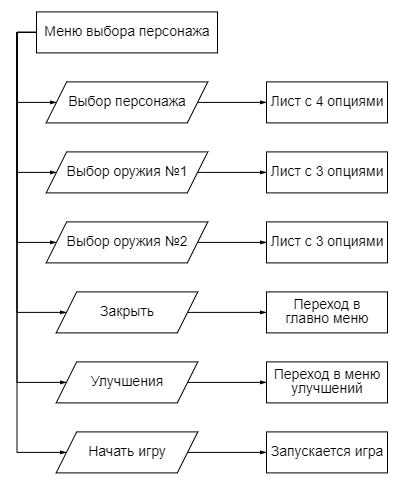 Меню выбора персонажа
Выбор персонажа
Лист с 4 опциями
Выбор оружия №1
Лист с 3 опциями
Выбор оружия №2
Лист с 3 опциями
Закрыть
Переход в
главно меню
Улучшения
Переход в меню
улучшений
Начать игру
Запускается игра